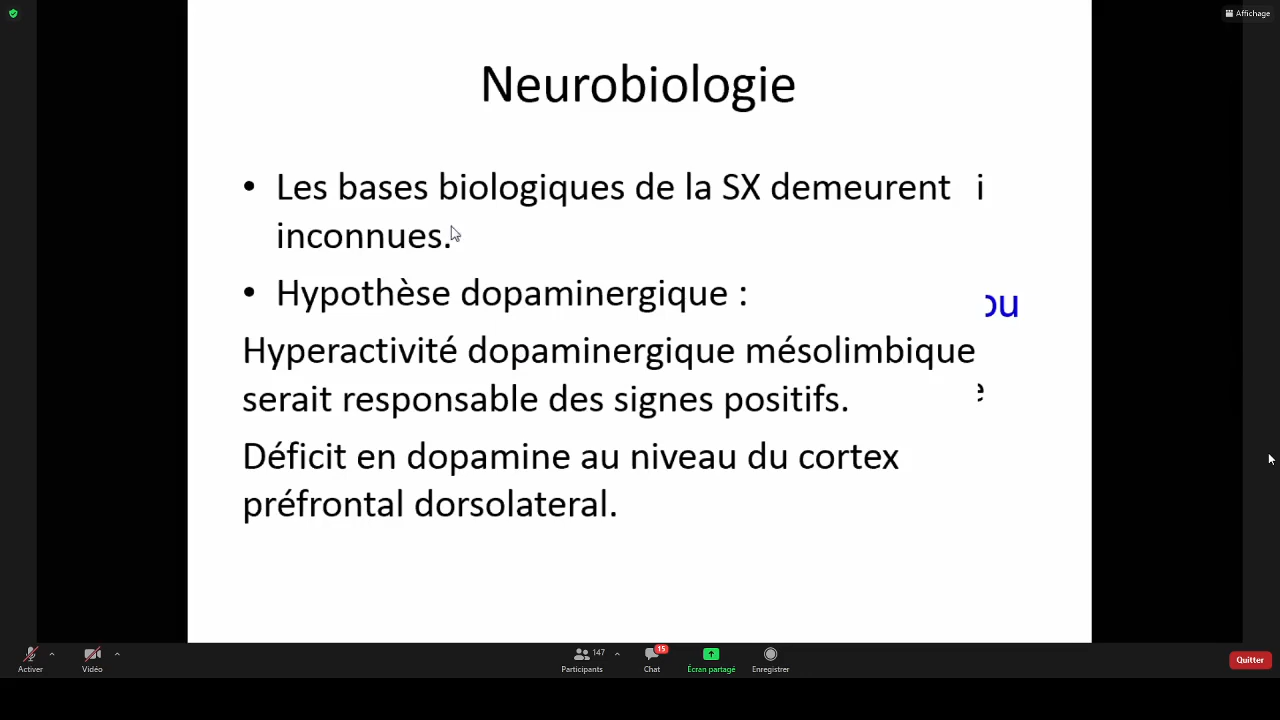 Affichage
Neurobiologie
• Les bases biologiques de la SX demeurent i
inconnues.
• Hypothèse dopaminergique :
ou
Hyperactivité dopaminergique mésolimbique
serait responsable des signes positifs. e
Déficit en dopamine au niveau du cortex
préfrontal dorsolateral.
147
15
Activer
Vidéo
Participants
Chat
Écran partagé
Enregistrer
Quitter